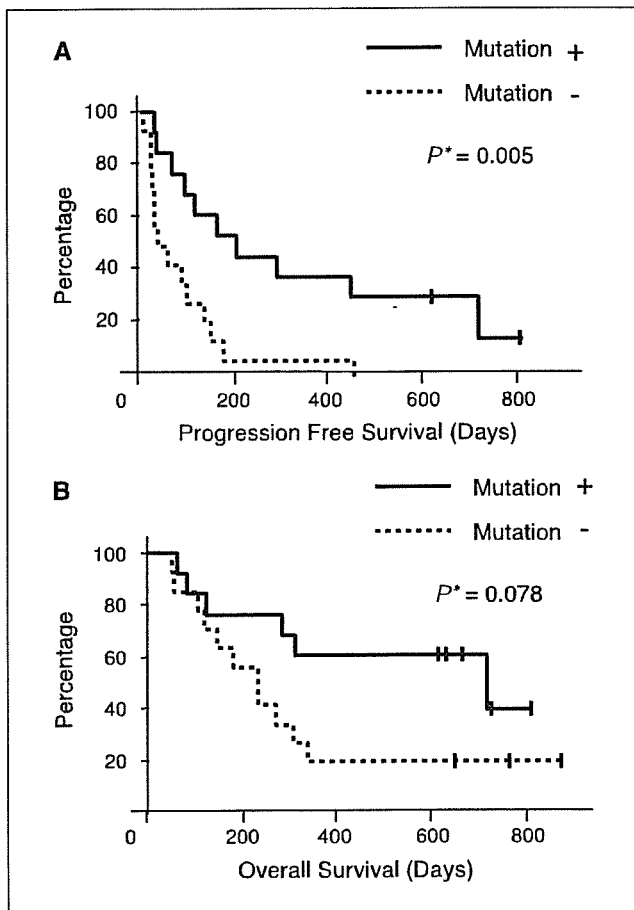 A
Mutation +
Mutation -
P* = 0.005
100
80
60
40
20
Percentage
0 200 400 600 800
Progression Free Survival (Days)
B
Mutation +
Mutation -
P* = 0.078
100
80
60
40
20
Percentage
0 200 400 600 800
Overall Survival (Days)